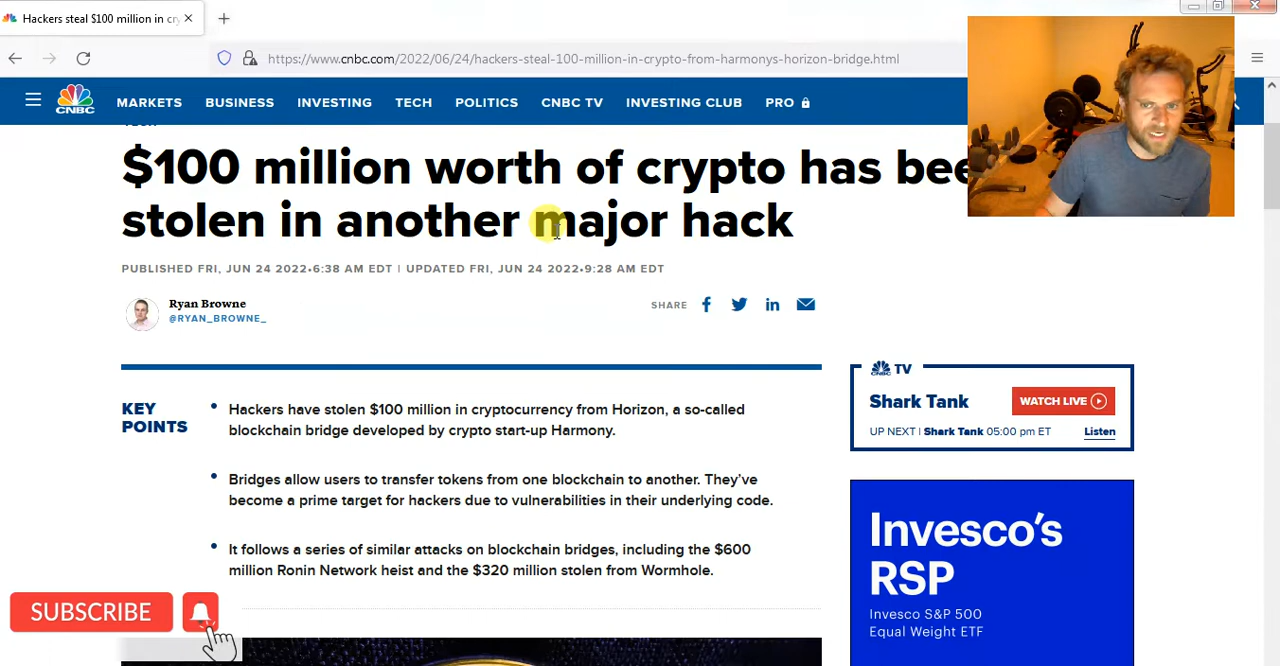 Hackers steal $100 million in cry
https://www.cnbc.com/2022/06/24/hackers-steal-100-million-in-crypto-from-harmonys-horizon-bridge.html
CNBC
MARKETS BUSINESS INVESTING TECH POLITICS CNBC TV INVESTING CLUB PRO
$100 million worth of crypto has bee
stolen in another major hack
PUBLISHED FRI, JUN 24 2022•6:38 AM EDT | UPDATED FRI, JUN 24 2022•9:28 AM EDT
Ryan Browne
@RYAN_BROWNE_
SHARE
KEY
POINTS
• Hackers have stolen $100 million in cryptocurrency from Horizon, a so-called
blockchain bridge developed by crypto start-up Harmony.
• Bridges allow users to transfer tokens from one blockchain to another. They've
become a prime target for hackers due to vulnerabilities in their underlying code.
• It follows a series of similar attacks on blockchain bridges, including the $600
million Ronin Network heist and the $320 million stolen from Wormhole.
TV
Shark Tank
WATCH LIVE
UP NEXT | Shark Tank 05:00 pm ET
Listen
Invesco's
RSP
Invesco S&P 500
Equal Weight ETF
SUBSCRIBE